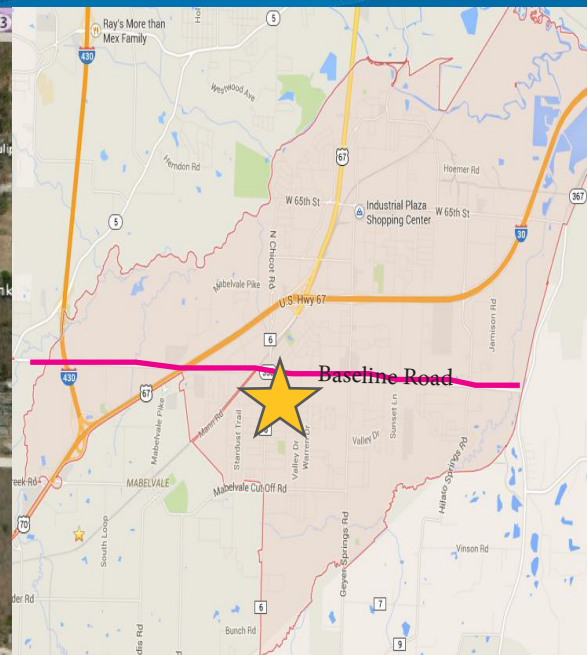 3
5
Ray's More than
Mex Family
430
Westwood Ave
67
Herndon Rd
Hoerner Rd
W 65th St
Industrial Plaza
Shopping Center
W 65th St
367
5
N Chicot Rd
30
Mabelvale Pike
U.S. Hwy 67
Jamison Rd
6
Baseline Road
430
67
Mabelvale Pike
Mann Rd
Stardust Trail
Valley Dr
Warren Dr
Sunset Ln
Valley Dr
Hilaro Springs Rd
MABELVALE
Mabelvale Cut Off Rd
70
South Loop
Geyer Springs Rd
Vinson Rd
6
7
Bunch Rd
9